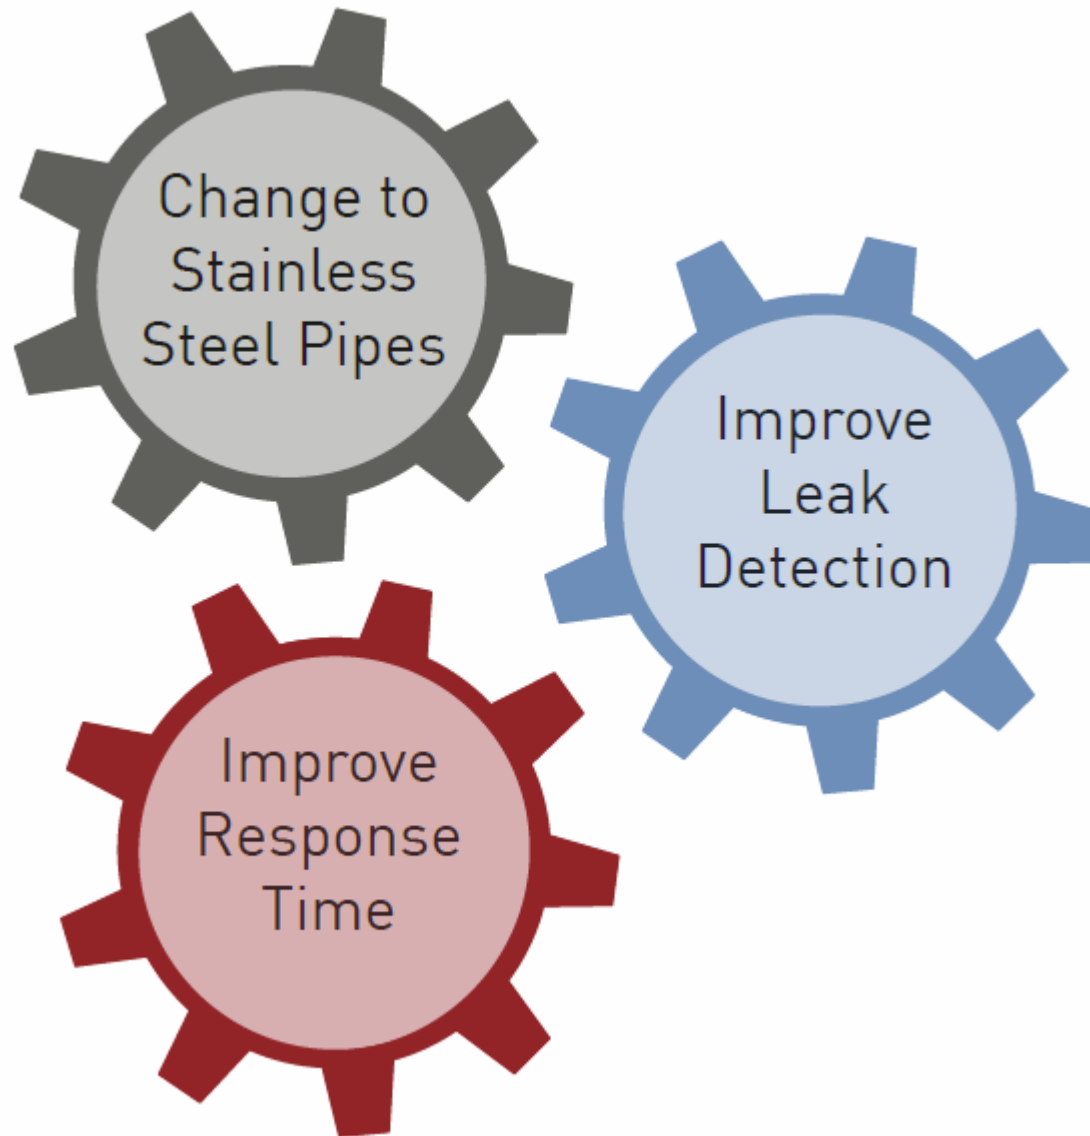 Change to
Stainless
Steel Pipes
Improve
Leak
Detection
Improve
Response
Time